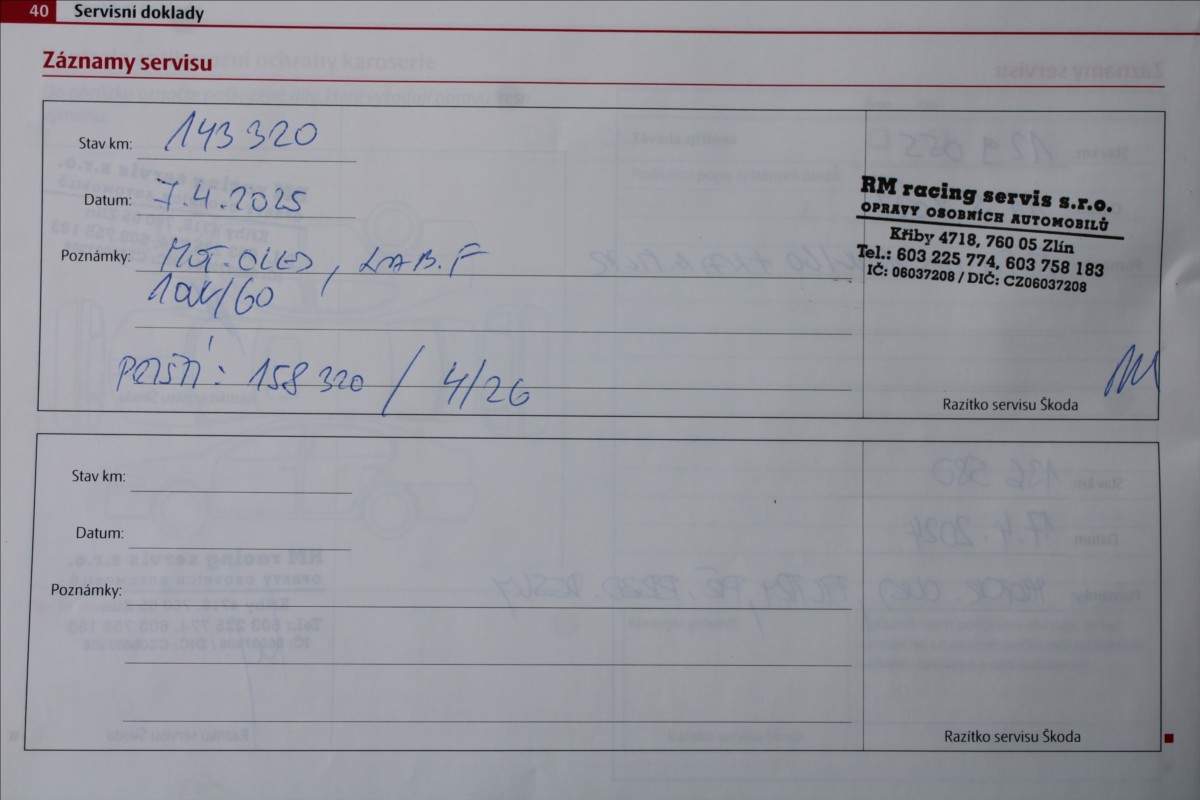 40 Servisní doklady
Záznamy servisu
Stav km: 143 320
Datum: 7.4.2025
Poznámky: MOT. OLEJ, KAB. F
10W/60
PŘÍŠTÍ: 158 320 / 4/26
RM racing servis s.r.o.
OPRAVY OSOBNÍCH AUTOMOBILŮ
Křiby 4718, 760 05 Zlín
Tel.: 603 225 774, 603 758 183
IČ: 06037208 / DIČ: CZ06037208
Razítko servisu Škoda
Stav km:
Datum:
Poznámky:
Razítko servisu Škoda